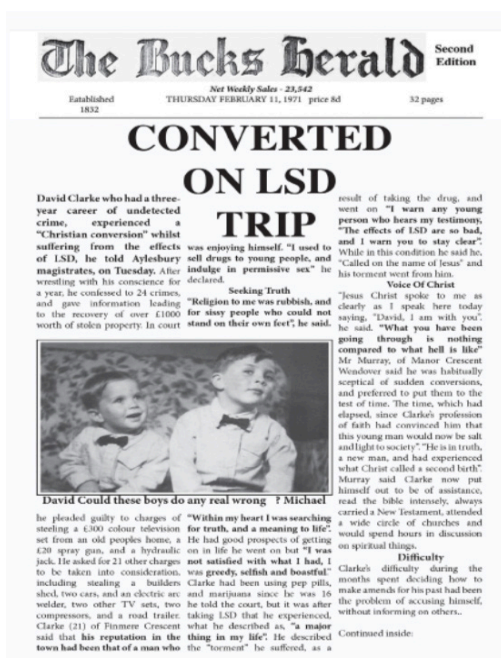 The Bucks Herald
Second
Edition
Net Weekly Sales - 23,542
Eatablished
1832
THURSDAY FEBRUARY 11, 1971 price 8d
32 pages
CONVERTED
ON LSD
TRIP
David Clarke who had a three-
year career of undetected
crime, experienced a
"Christian conversion" whilst
suffering from the effects
of LSD, he told Aylesbury
magistrates, on Tuesday. After
wrestling with his conscience for
a year, he confessed to 24 crimes,
and gave information leading
to the recovery of over £1000
worth of stolen property. In court
he pleaded guilty to charges of
steeling a £300 colour television
set from an old peoples home, a
£20 spray gun, and a hydraulic
jack. He asked for 21 other charges
to be taken into consideration,
including stealing a builders
shed, two cars, and an electric arc
welder, two other TV sets, two
compressors, and a road trailer.
Clarke (21) of Finmere Crescent
said that his reputation in the
town had been that of a man who
was enjoying himself. "I used to
sell drugs to young people, and
indulge in permissive sex" he
declared.
Seeking Truth
"Religion to me was rubbish, and
for sissy people who could not
stand on their own feet", he said.
David Could these boys do any real wrong ? Michael
"Within my heart I was searching
for truth, and a meaning to life".
He had good prospects of getting
on in life he went on but "I was
not satisfied with what I had, I
was greedy, selfish and boastful."
Clarke had been using pep pills,
and marijuana since he was 16
he told the court, but it was after
taking LSD that he experienced,
what he described as, "a major
thing in my life". He described
the "torment" he suffered, as a
result of taking the drug, and
went on "I warn any young
person who hears my testimony,
"The effects of LSD are so bad,
and I warn you to stay clear".
While in this condition he said he,
"Called on the name of Jesus" and
his torment went from him.
Voice Of Christ
"Jesus Christ spoke to me as
clearly as I speak here today
saying, "David, I am with you".
he said. "What you have been
going through is nothing
compared to what hell is like"
Mr Murray, of Manor Crescent
Wendover said he was habitually
sceptical of sudden conversions,
and preferred to put them to the
test of time. The time, which had
elapsed, since Clarke's profession
of faith had convinced him that
this young man would now be salt
and light to society". "He is in truth,
a new man, and had experienced
what Christ called a second birth".
Murray said Clarke now put
himself out to be of assistance,
read the bible intensely, always
carried a New Testament, attended
a wide circle of churches and
would spend hours in discussion
on spiritual things.
Difficulty
Clarke's difficulty during the
months spent deciding how to
make amends for his past had been
the problem of accusing himself,
without informing on others..
Continued inside: